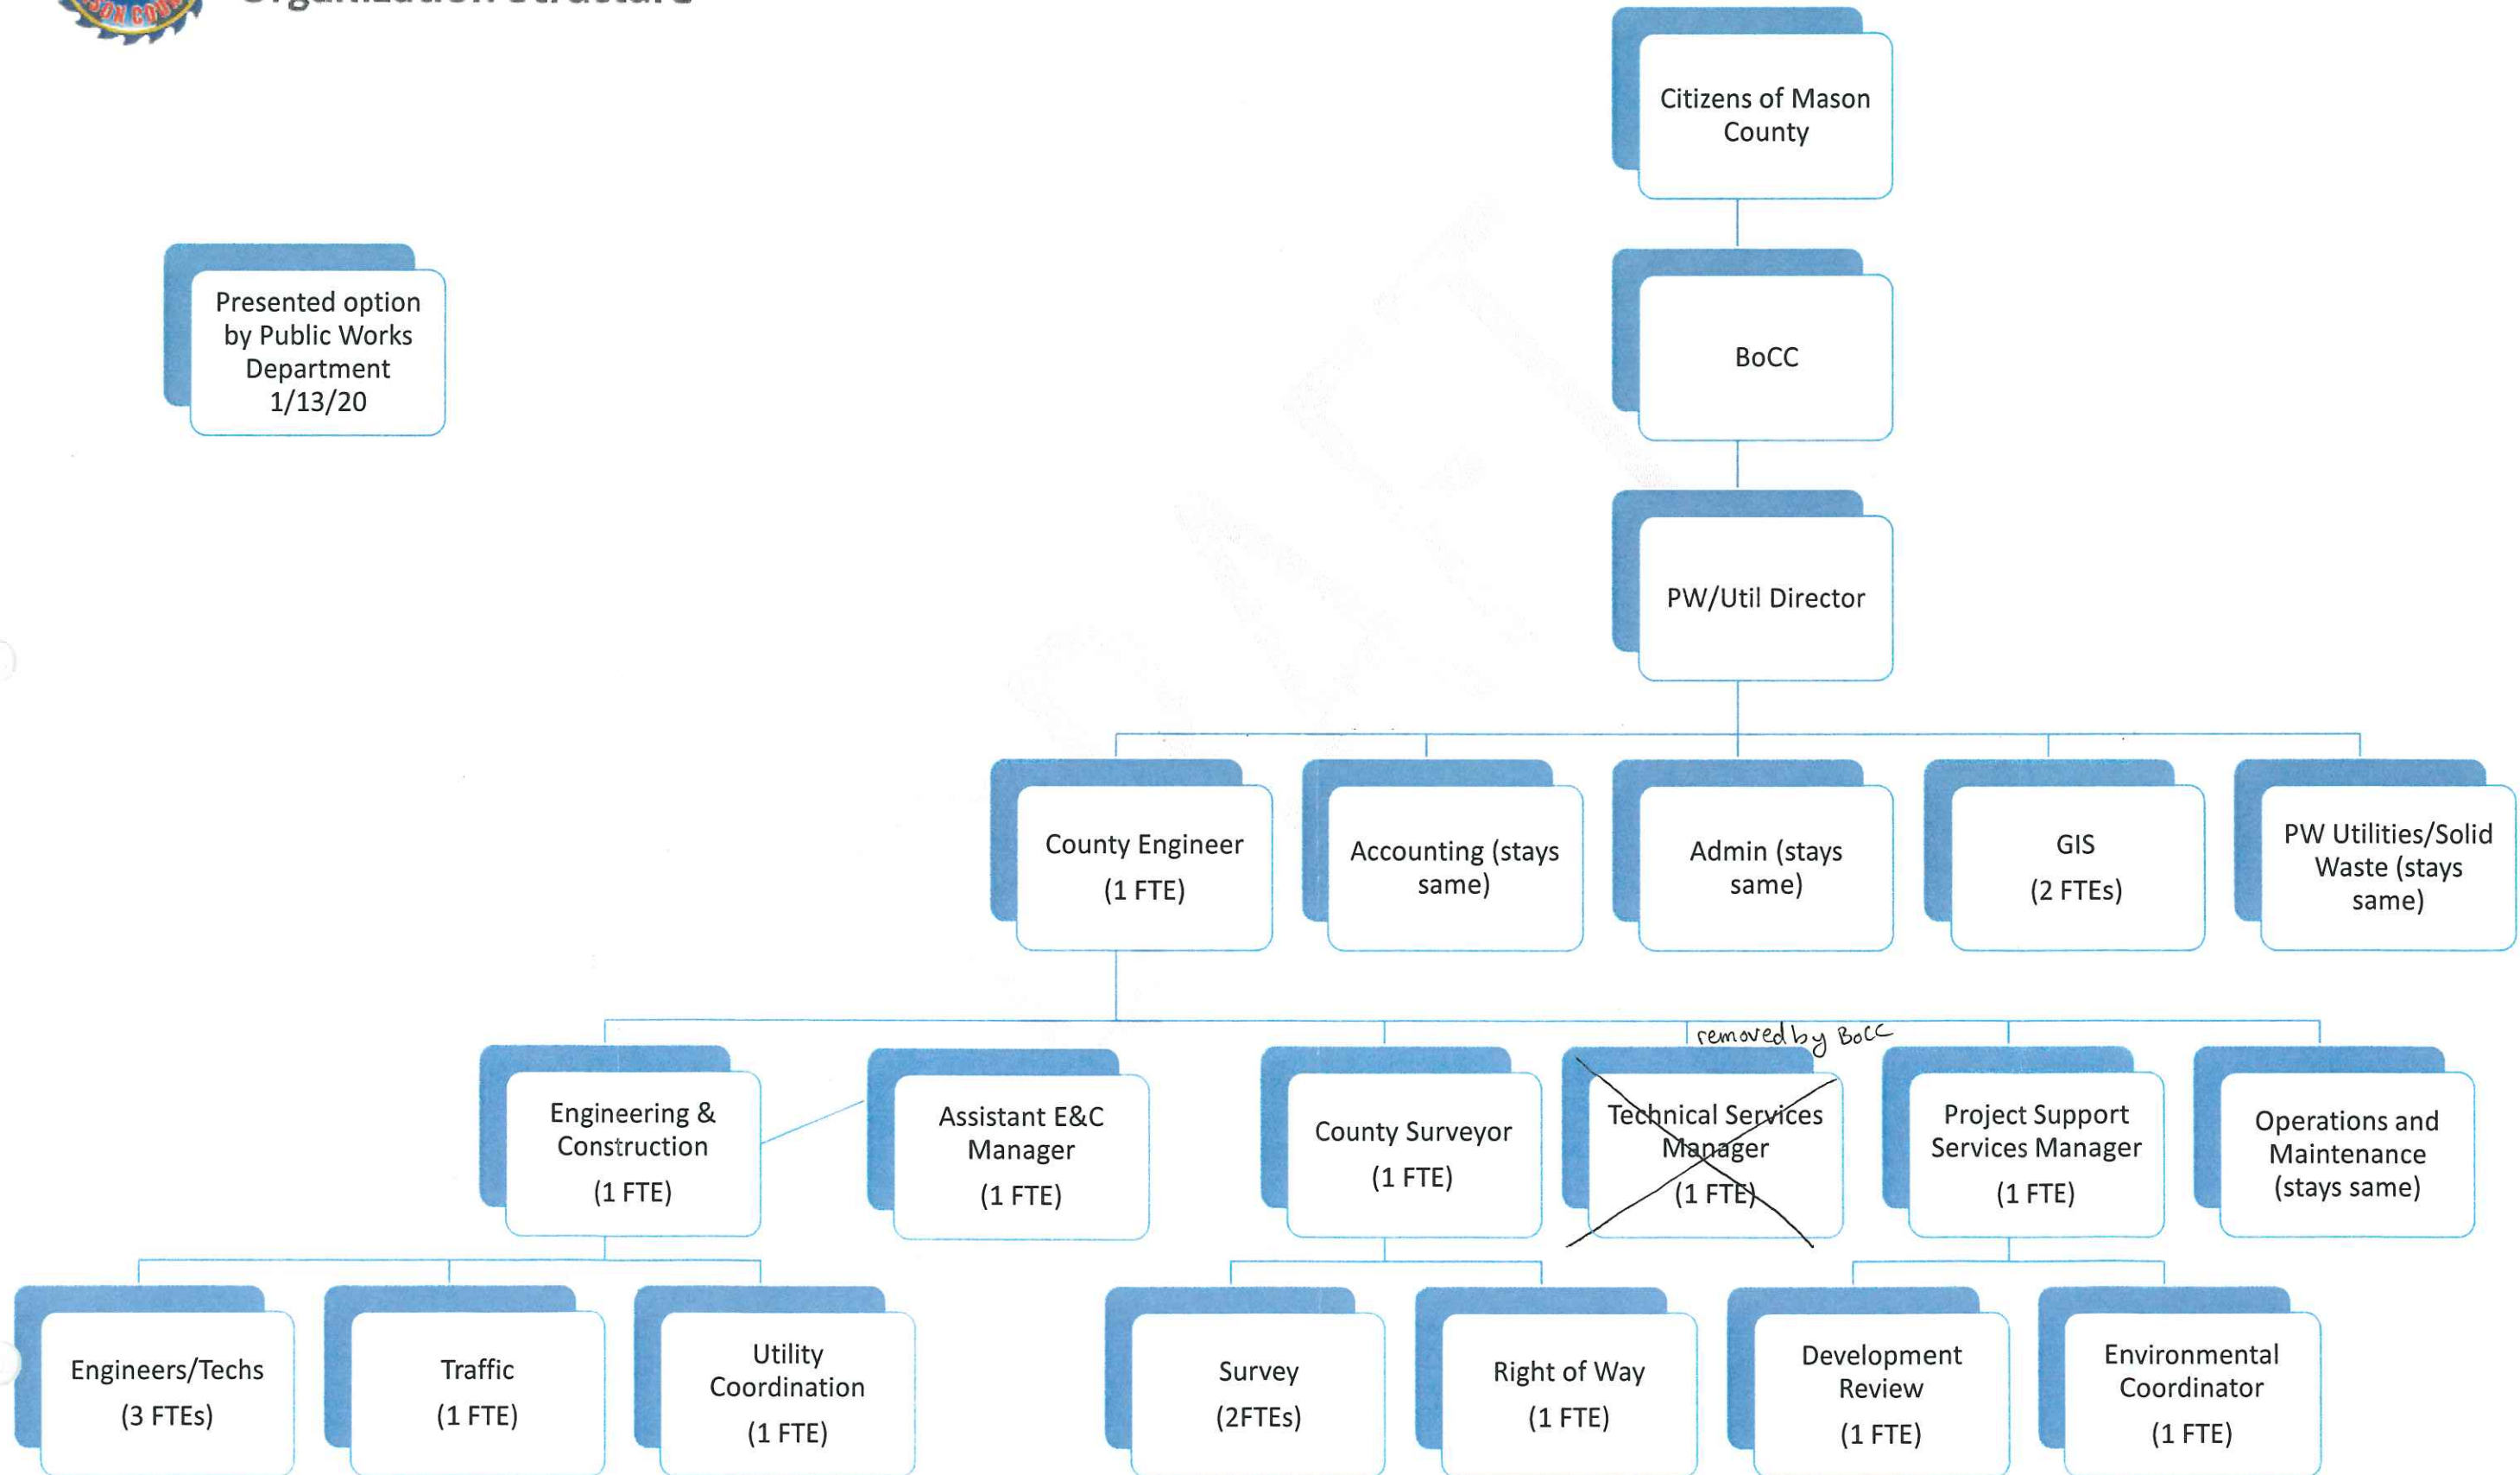 SON COUN
Organization Structure
Citizens of Mason
County
Presented option
by Public Works
Department
1/13/20
BoCC
PW/Util Director
County Engineer
(1 FTE)
Accounting (stays
same)
Admin (stays
same)
GIS
(2 FTEs)
PW Utilities/Solid
Waste (stays
same)
removed by BoCC
Engineering &
Construction
(1 FTE)
Assistant E&C
Manager
(1 FTE)
County Surveyor
(1 FTE)
Technical Services
Manager
(1 FTE)
Project Support
Services Manager
(1 FTE)
Operations and
Maintenance
(stays same)
Engineers/Techs
(3 FTEs)
Traffic
(1 FTE)
Utility
Coordination
(1 FTE)
Survey
(2FTEs)
Right of Way
(1 FTE)
Development
Review
(1 FTE)
Environmental
Coordinator
(1 FTE)